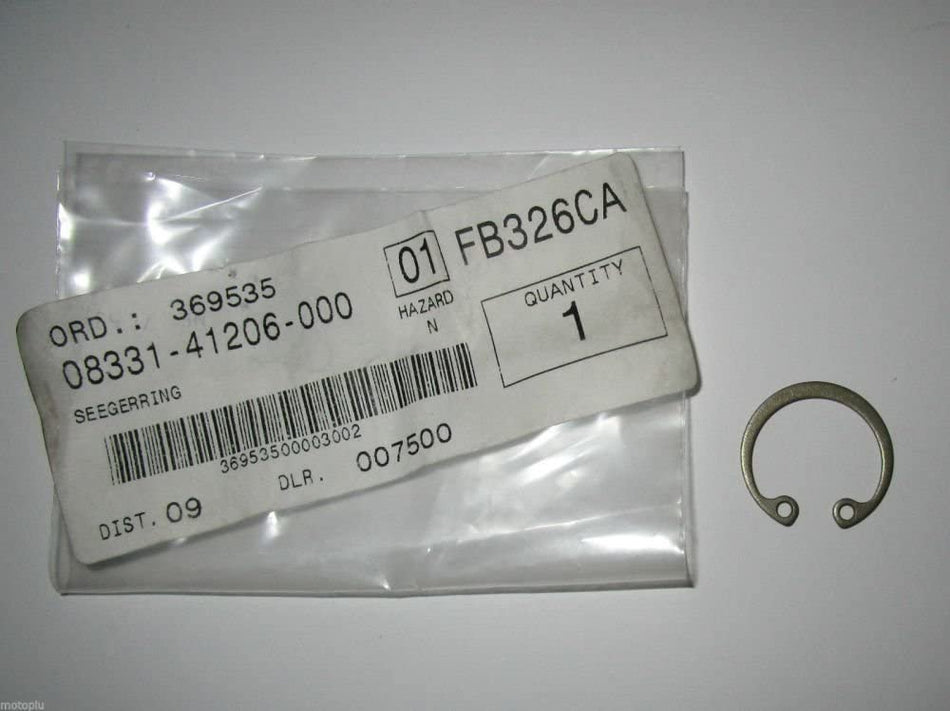 ORD.: 369535
01 FB326CA
08331-41206-000
HAZARD
N
QUANTITY
1
SEEGERRING
36953500003002
DIST. 09
DLR. 007500
motoplu